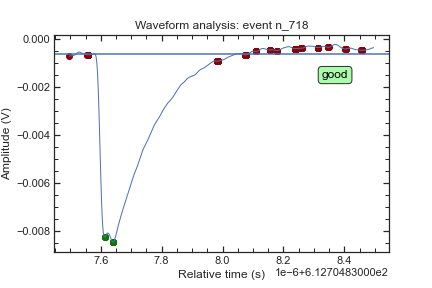 Waveform analysis: event n_718
Amplitude (V)
0.000
−0.002
−0.004
−0.006
−0.008
good
7.6
7.8
8.0
8.2
8.4
1e−6+6.1270483000e2
Relative time (s)